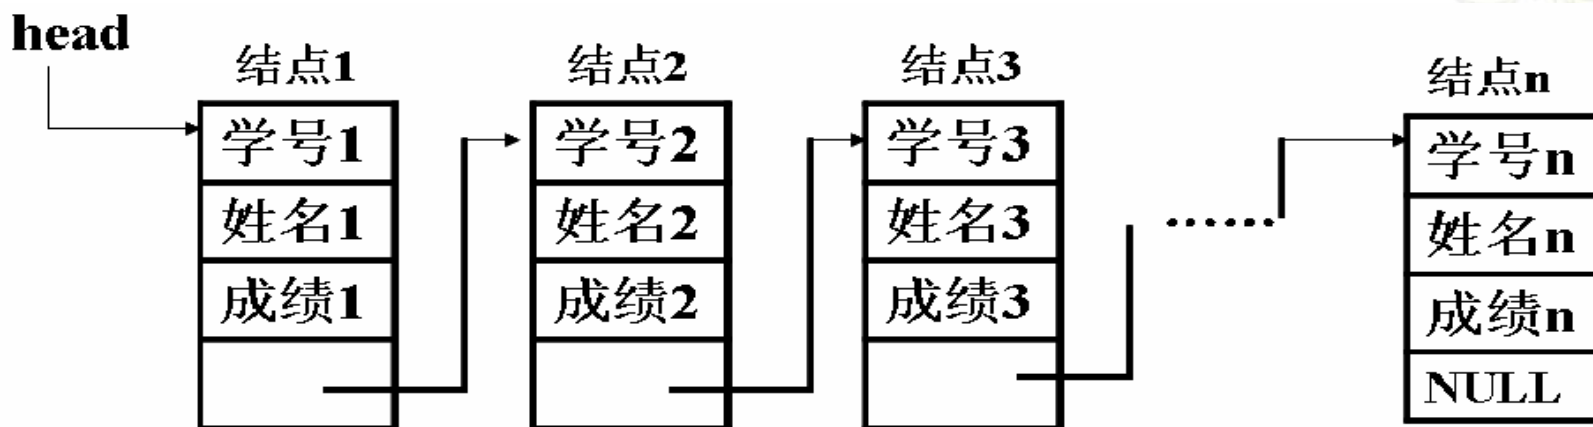 head
结点1
学号1
姓名1
成绩1
结点2
学号2
姓名2
成绩2
结点3
学号3
姓名3
成绩3
……
结点n
学号n
姓名n
成绩n
NULL